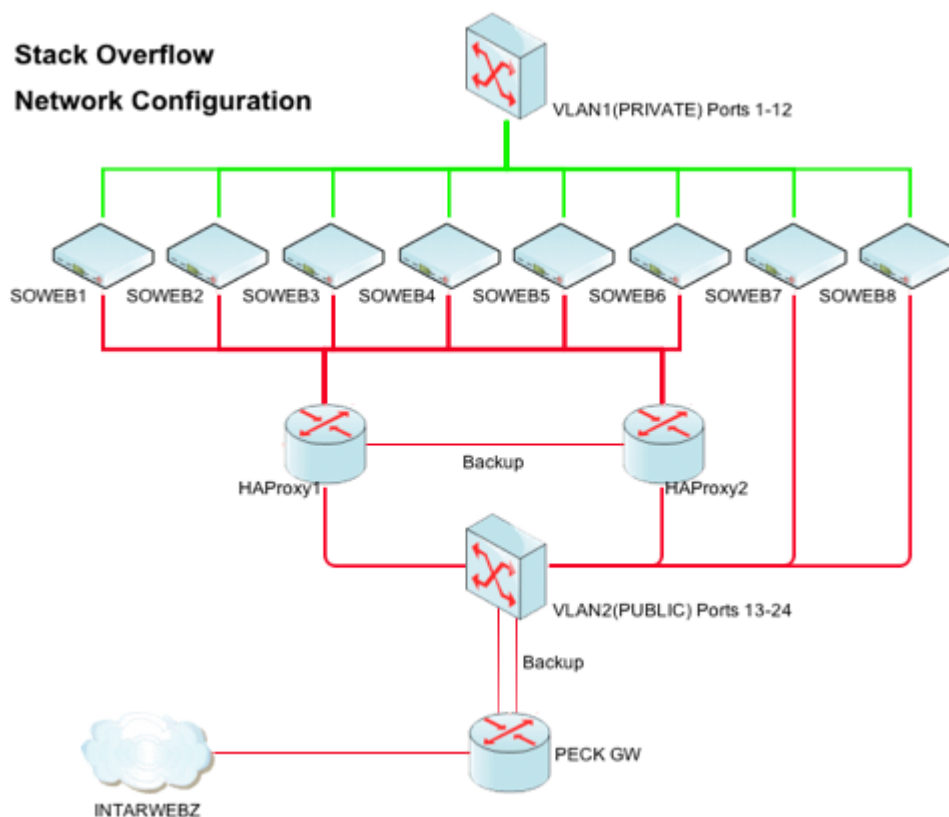 Stack Overflow
Network Configuration
VLAN1(PRIVATE) Ports 1-12
SOWEB1
SOWEB2
SOWEB3
SOWEB4
SOWEB5
SOWEB6
SOWEB7
SOWEB8
Backup
HAProxy1
HAProxy2
VLAN2(PUBLIC) Ports 13-24
Backup
PECK GW
INTARWEBZ